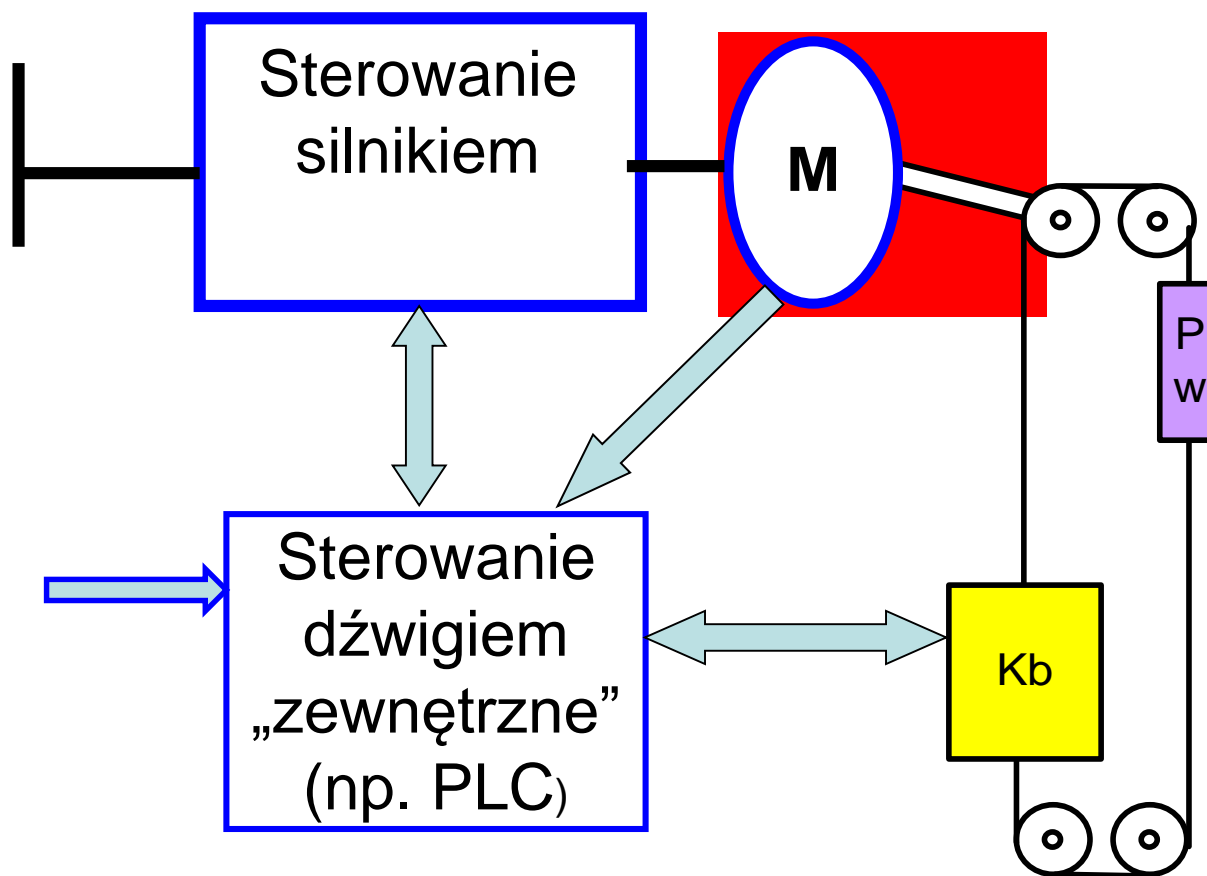 Sterowanie
silnikiem
M
P
w
Sterowanie
dźwigiem
„zewnętrzne”
(np. PLC)
Kb